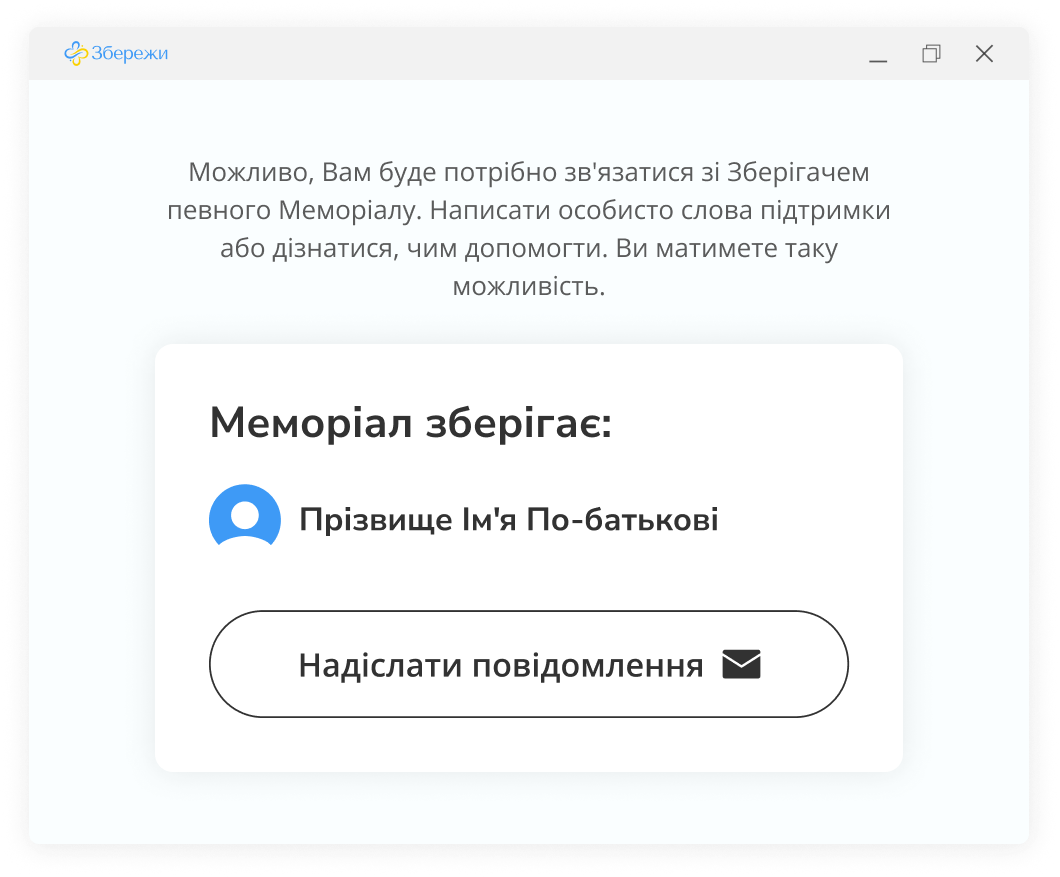 Збережи
Можливо, Вам буде потрібно зв'язатися зі Зберігачем
певного Меморіалу. Написати особисто слова підтримки
або дізнатися, чим допомогти. Ви матимете таку
можливість.
Меморіал зберігає:
Прізвище Ім'я По-батькові
Надіслати повідомлення